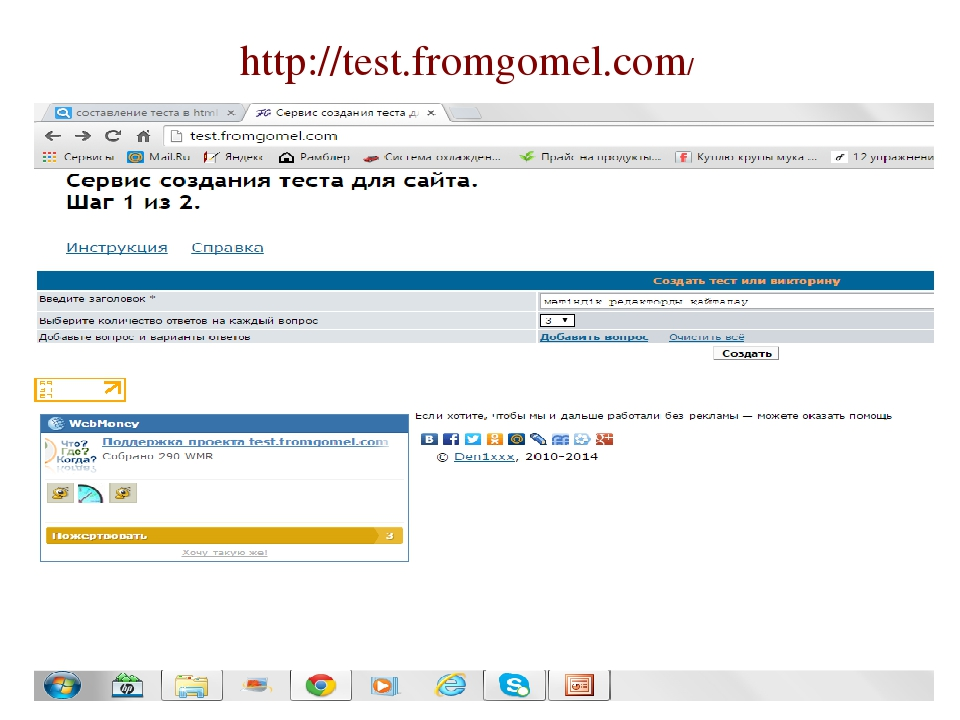 http://test.fromgomel.com/
составление теста в html
Сервис создания теста д
test.fromgomel.com
Сервисы Mail.Ru Яндекс Рамблер Система охлажден... Прайс на продукты... Куплю крупы мука ... 12 упражнени
Сервис создания теста для сайта.
Шаг 1 из 2.
Инструкция Справка
Создать тест или викторину
Введите заголовок * мәтіндік редакторды қайталау
Выберите количество ответов на каждый вопрос 3
Добавьте вопрос и варианты ответов Добавить вопрос Очистить всё
Создать
WebMoney
Что? Где? Когда?
Поддержка проекта test.fromgomel.com
Собрано 290 WMR
Пожертвовать 3
Хочу такую же!
Если хотите, чтобы мы и дальше работали без рекламы — можете оказать помощь
© Den1xxx, 2010-2014
hp